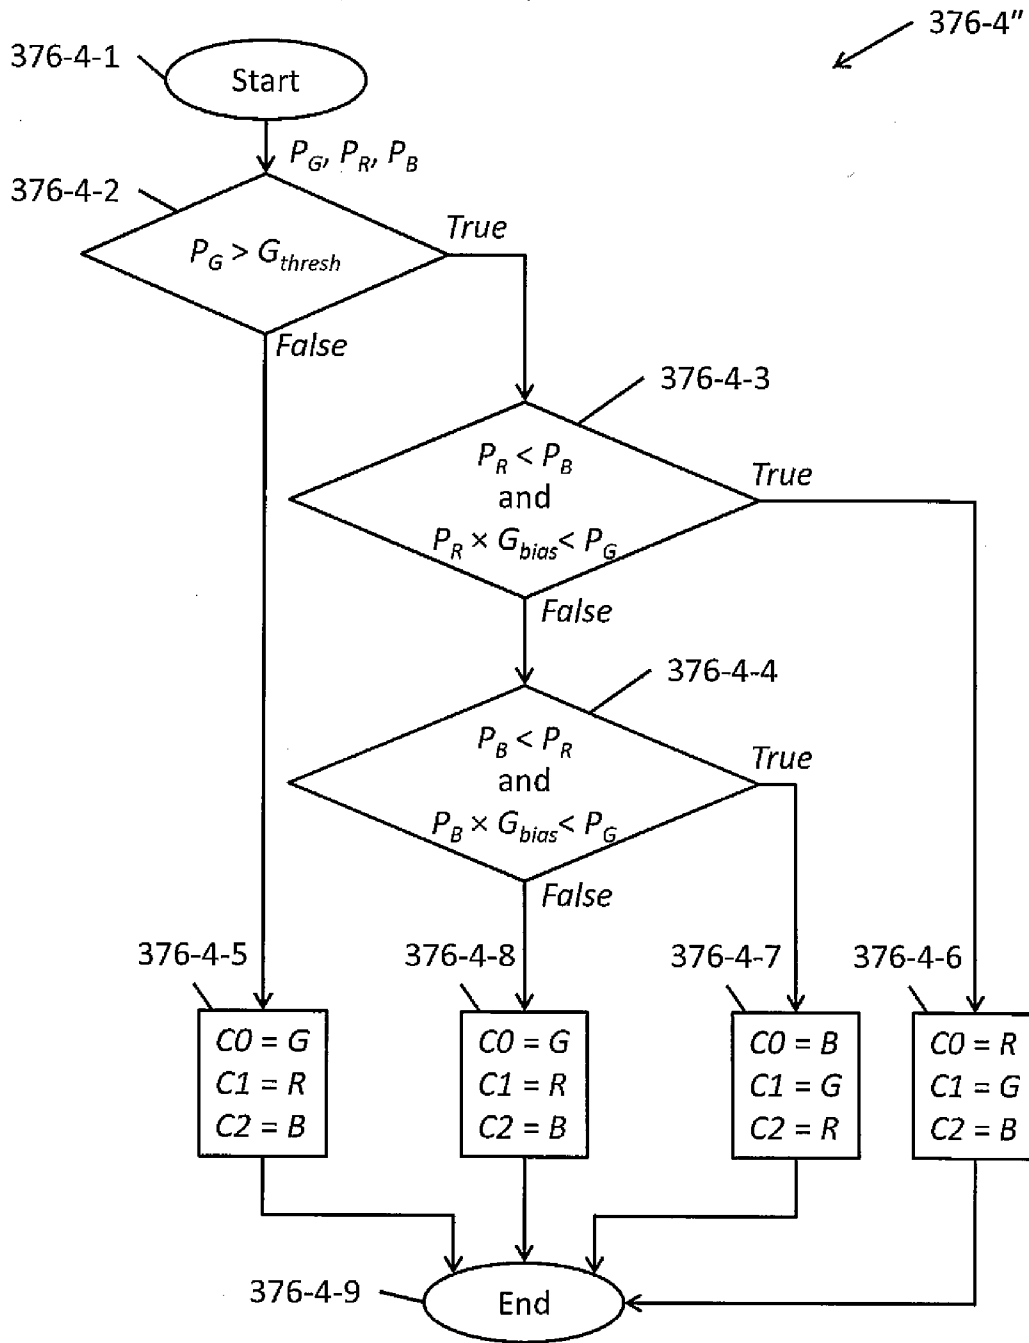 376-4"
376-4-1
Start
P_G, P_R, P_B
376-4-2
P_G > G_thresh
True
False
376-4-3
P_R < P_B
and
P_R × G_bias < P_G
True
False
376-4-4
P_B < P_R
and
P_B × G_bias < P_G
True
False
376-4-5
376-4-8
376-4-7
376-4-6
C0 = G
C1 = R
C2 = B
C0 = G
C1 = R
C2 = B
C0 = B
C1 = G
C2 = R
C0 = R
C1 = G
C2 = B
376-4-9
End